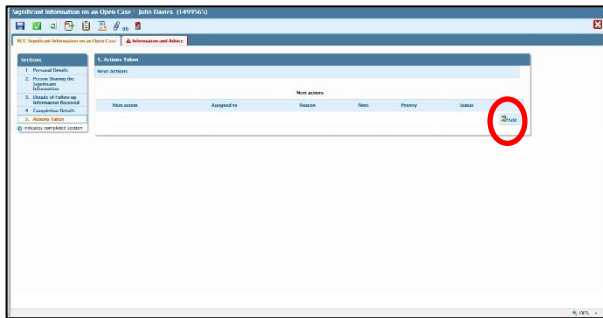 Significant Information on an Open Case - John Davies (1499565)
BCC Significant Information on an Open Case
Information and Advice
Sections
1. Personal Details
2. Person Sharing the
Significant
Information
3. Details of Follow up
Information Received
4. Completion Details
5. Actions Taken
Indicates completed section
5. Actions Taken
Next Actions
Next actions
Next action Assigned to Reason Note Priority Status
Add
100%